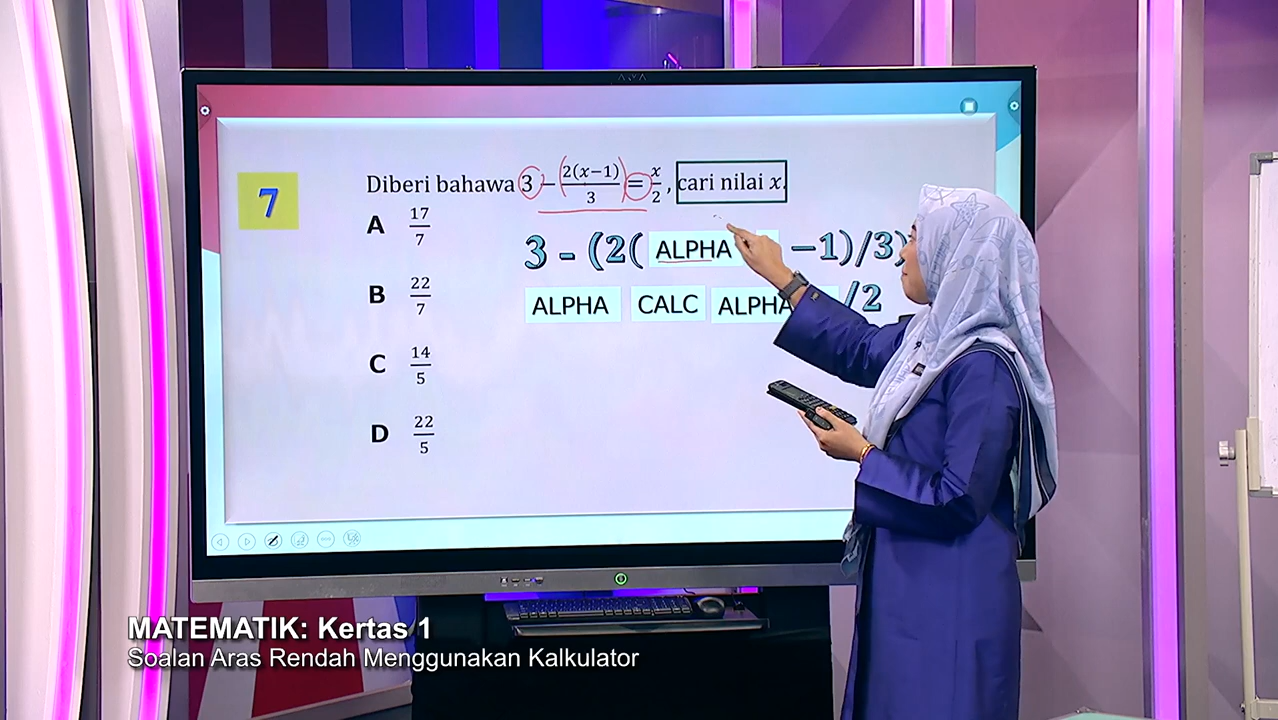 7
Diberi bahawa 3 − 2(x−1)/3 = x/2 , cari nilai x.
A 17/7
B 22/7
C 14/5
D 22/5
3 - (2( ALPHA −1)/3)
ALPHA CALC ALPHA /2
MATEMATIK: Kertas 1
Soalan Aras Rendah Menggunakan Kalkulator